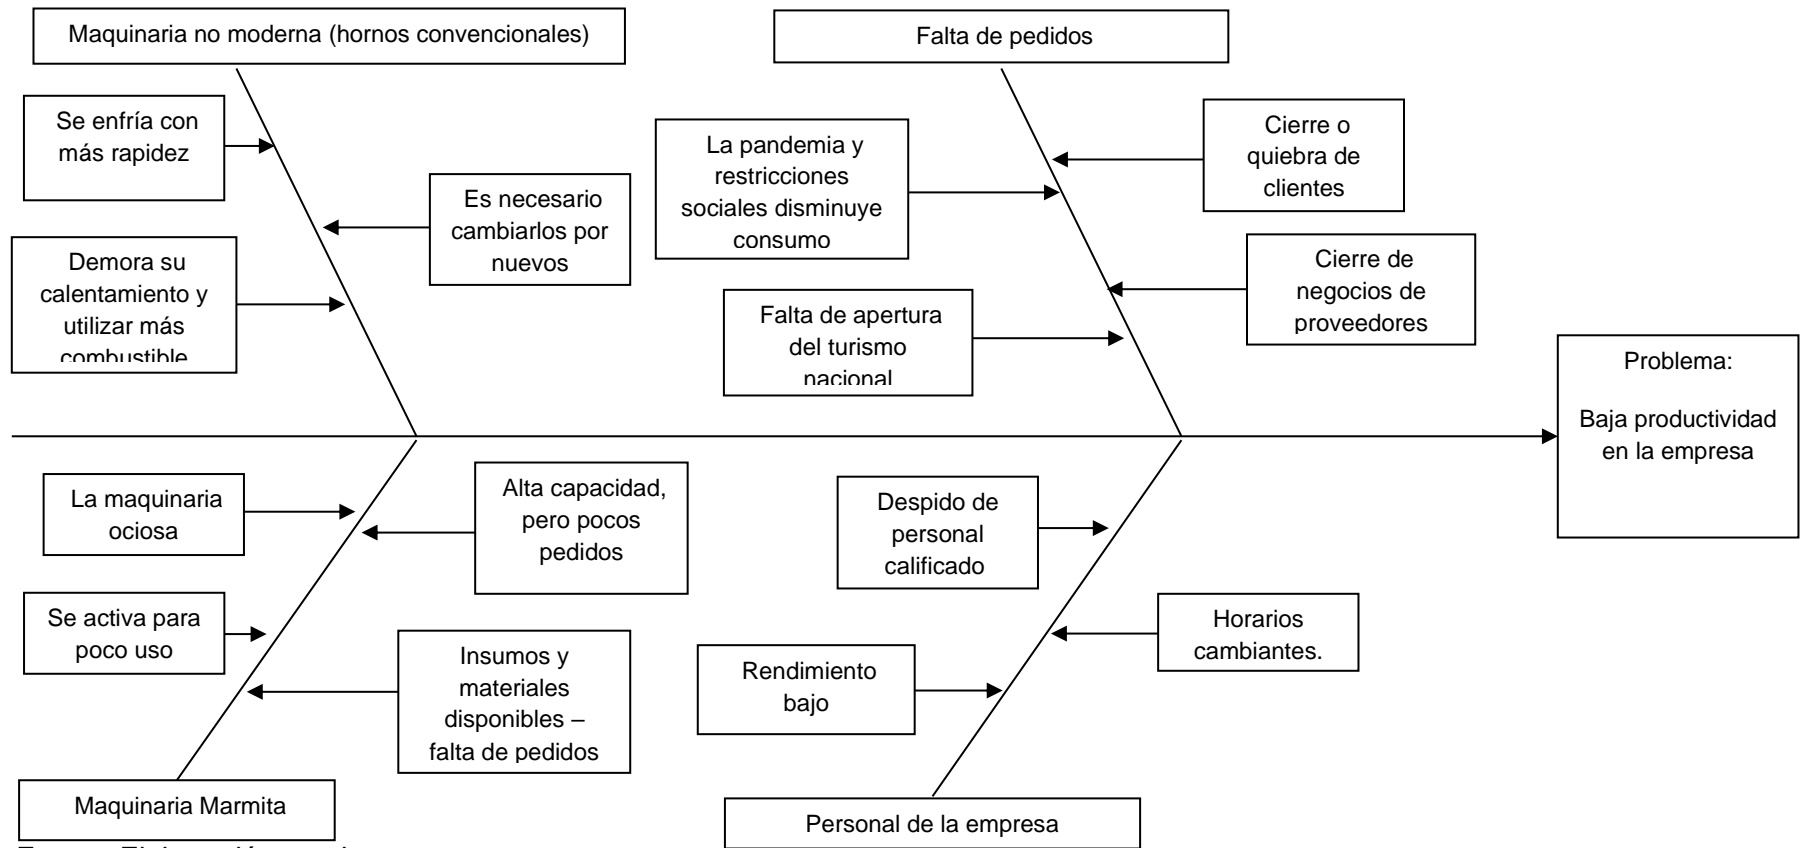 Maquinaria no moderna (hornos convencionales)
Falta de pedidos
Se enfría con
más rapidez
Es necesario
cambiarlos por
nuevos
Demora su
calentamiento y
utilizar más
combustible
La pandemia y
restricciones
sociales disminuye
consumo
Cierre o
quiebra de
clientes
Cierre de
negocios de
proveedores
Falta de apertura
del turismo
nacional
Problema:
Baja productividad
en la empresa
La maquinaria
ociosa
Alta capacidad,
pero pocos
pedidos
Se activa para
poco uso
Insumos y
materiales
disponibles –
falta de pedidos
Despido de
personal
calificado
Horarios
cambiantes.
Rendimiento
bajo
Maquinaria Marmita
Personal de la empresa